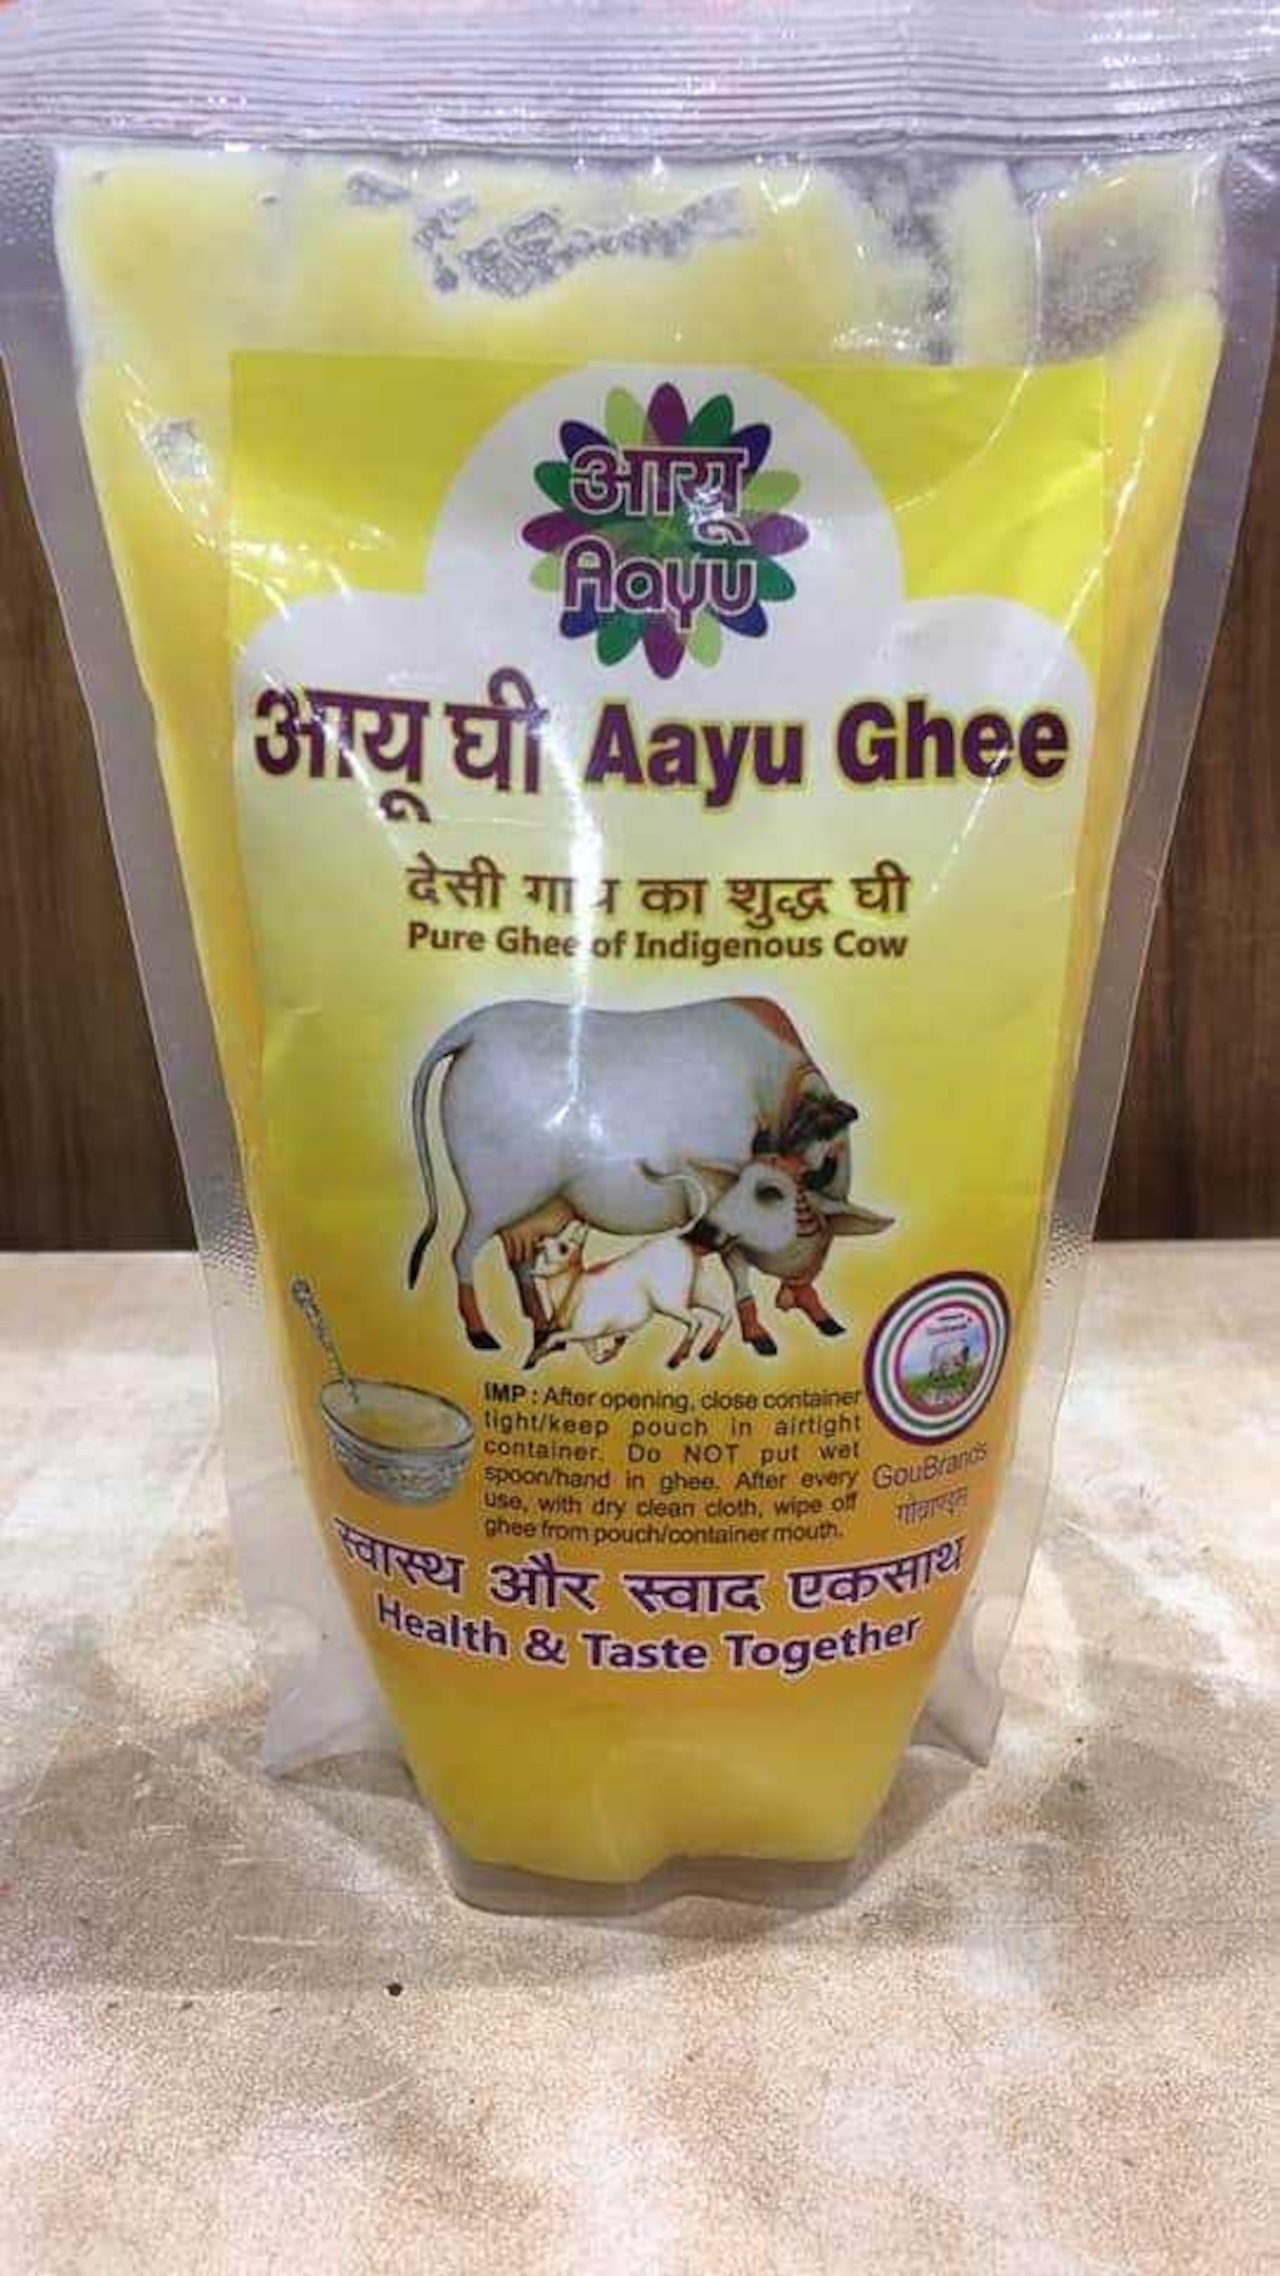 आयू
Aayu
आयू घी Aayu Ghee
देसी गाय का शुद्ध घी
Pure Ghee of Indigenous Cow
IMP : After opening, close container
tight/keep pouch in airtight
container. Do NOT put wet
spoon/hand in ghee. After every
use, with dry clean cloth, wipe off
ghee from pouch/container mouth.
GouBrands
गोब्राण्ड्स
स्वास्थ और स्वाद एकसाथ
Health & Taste Together